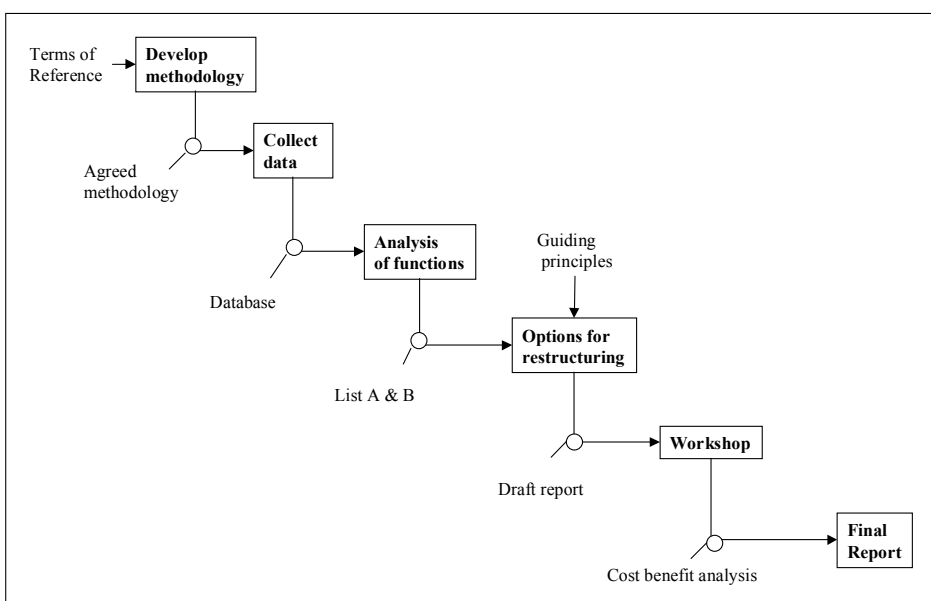 Terms of
Reference
Develop
methodology
Agreed
methodology
Collect
data
Database
Analysis
of functions
Guiding
principles
List A & B
Options for
restructuring
Draft report
Workshop
Cost benefit analysis
Final
Report